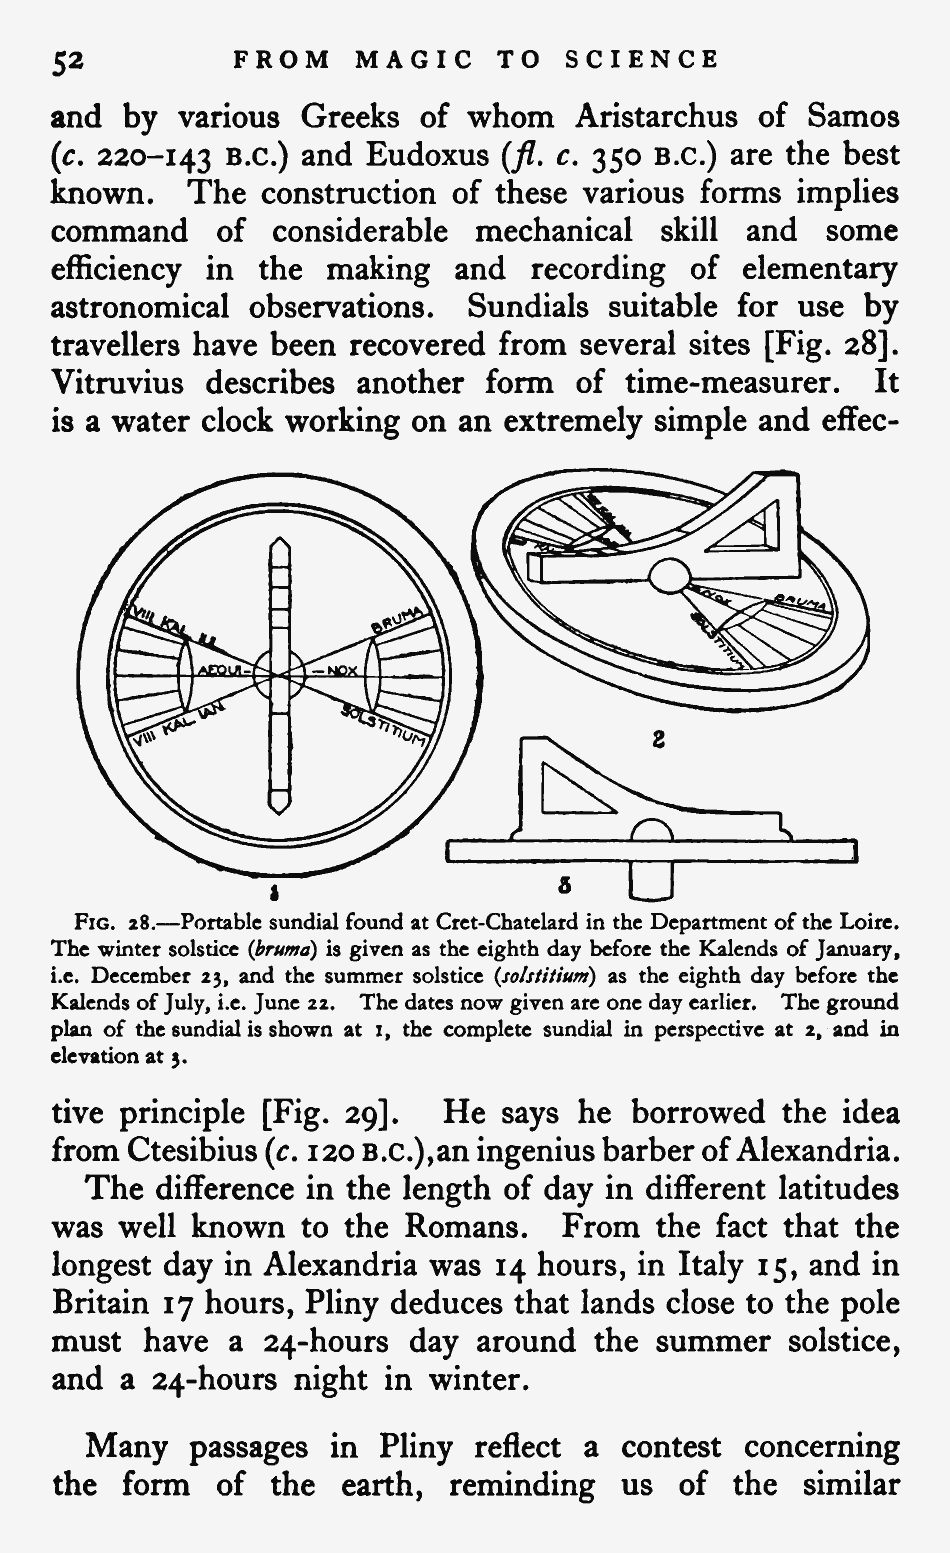 52 FROM MAGIC TO SCIENCE
and by various Greeks of whom Aristarchus of Samos
(c. 220–143 B.C.) and Eudoxus (fl. c. 350 B.C.) are the best
known. The construction of these various forms implies
command of considerable mechanical skill and some
efficiency in the making and recording of elementary
astronomical observations. Sundials suitable for use by
travellers have been recovered from several sites [Fig. 28].
Vitruvius describes another form of time-measurer. It
is a water clock working on an extremely simple and effec-
VIII KAL IUL
BRUMA
AEQUI-
-NOX
VIII KAL IAN
SOLSTITIUM
1
NOX
BRUMA
SOLSTITIUM
2
3
FIG. 28.—Portable sundial found at Cret-Chatelard in the Department of the Loire.
The winter solstice (bruma) is given as the eighth day before the Kalends of January,
i.e. December 23, and the summer solstice (solstitium) as the eighth day before the
Kalends of July, i.e. June 22. The dates now given are one day earlier. The ground
plan of the sundial is shown at 1, the complete sundial in perspective at 2, and in
elevation at 3.
tive principle [Fig. 29]. He says he borrowed the idea
from Ctesibius (c. 120 B.C.),an ingenius barber of Alexandria.
The difference in the length of day in different latitudes
was well known to the Romans. From the fact that the
longest day in Alexandria was 14 hours, in Italy 15, and in
Britain 17 hours, Pliny deduces that lands close to the pole
must have a 24-hours day around the summer solstice,
and a 24-hours night in winter.
Many passages in Pliny reflect a contest concerning
the form of the earth, reminding us of the similar